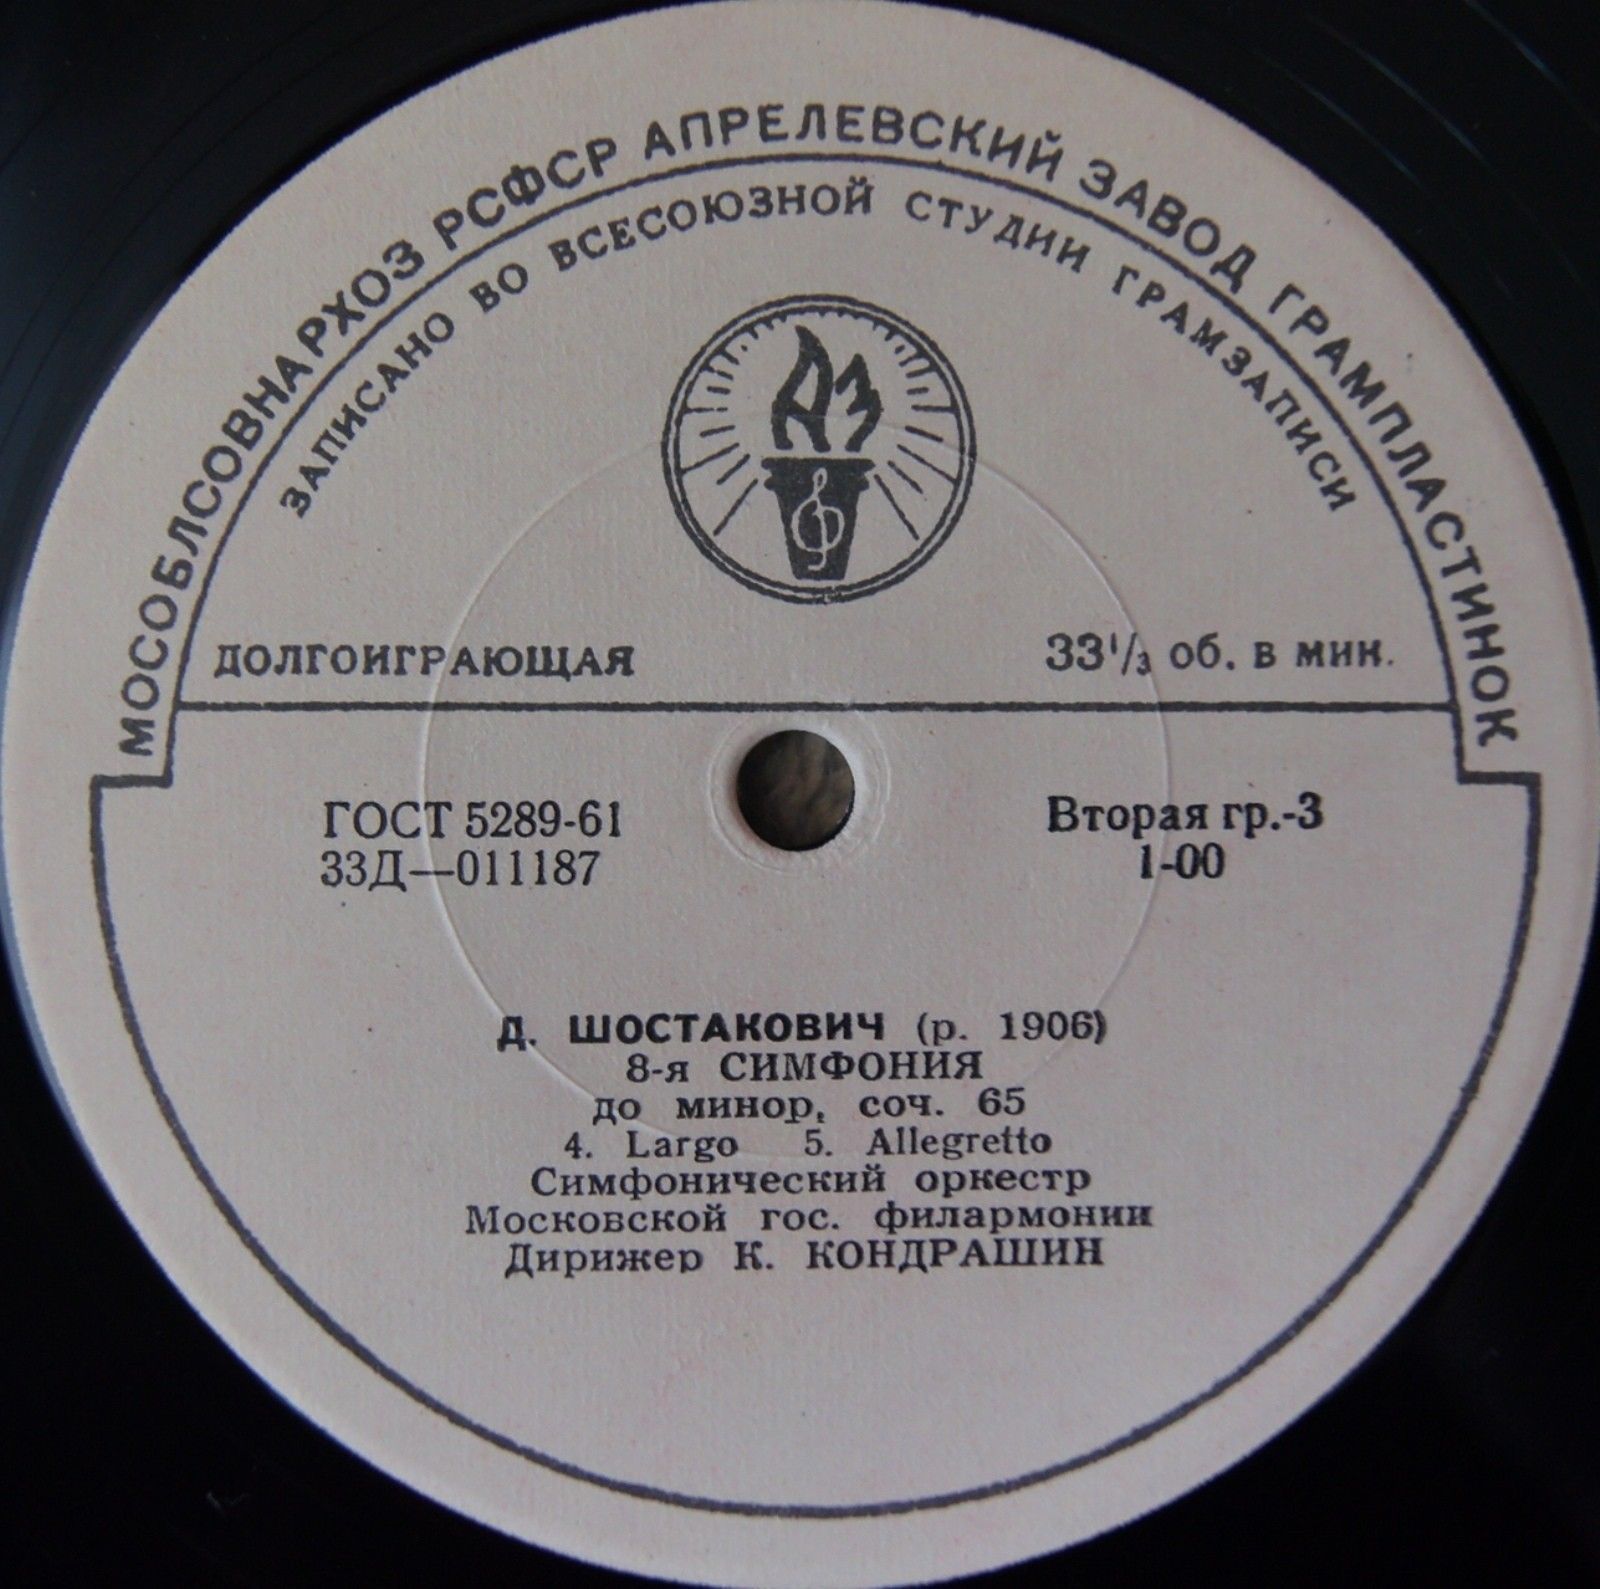 МОСОБЛСОВНАРХОЗ РСФСР АПРЕЛЕВСКИЙ ЗАВОД ГРАМПЛАСТИНОК
ЗАПИСАНО ВО ВСЕСОЮЗНОЙ СТУДИИ ГРАМЗАПИСИ
АЗ
ДОЛГОИГРАЮЩАЯ 33 1/3 об. в мин.
ГОСТ 5289-61 Вторая гр.-3
33Д—011187 1-00
Д. ШОСТАКОВИЧ (р. 1906)
8-я СИМФОНИЯ
до минор, соч. 65
4. Largo 5. Allegretto
Симфонический оркестр
Московской гос. филармонии
Дирижер К. КОНДРАШИН